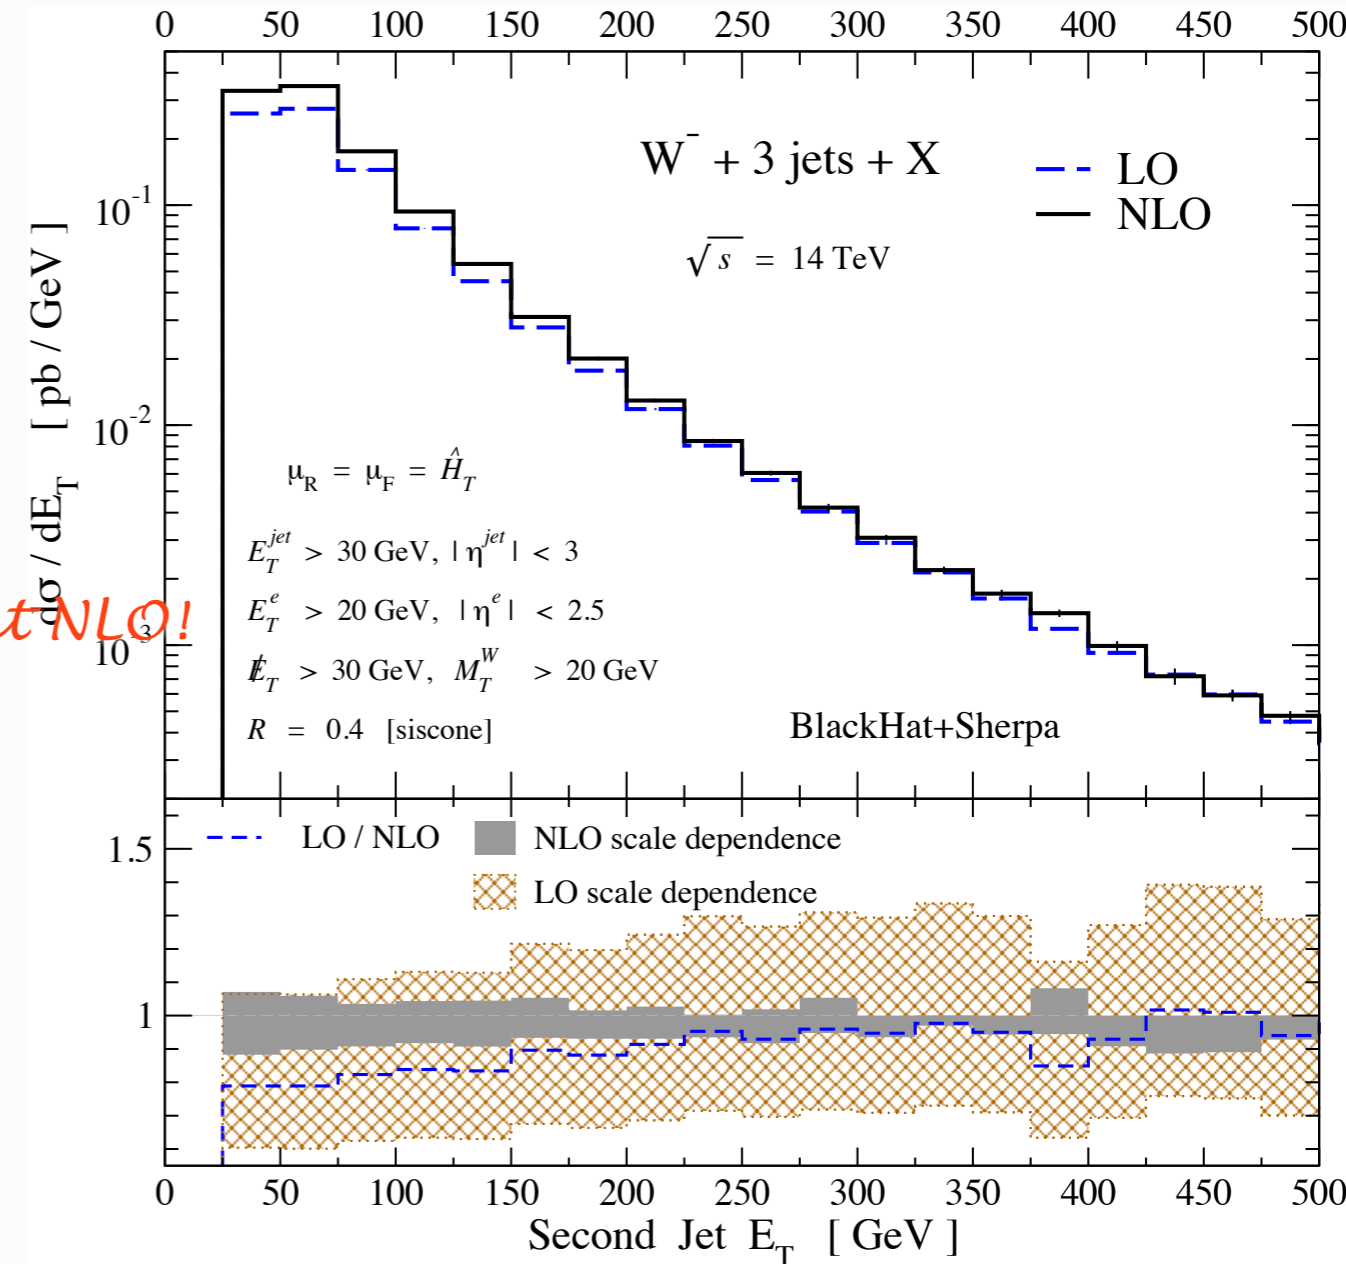 0 50 100 150 200 250 300 350 400 450 500
W⁻ + 3 jets + X
LO
NLO
√s = 14 TeV
10⁻¹
10⁻²
10⁻³
dσ / dE_T [ pb / GeV ]
μ_R = μ_F = Ĥ_T
E_T^jet > 30 GeV, | η^jet | < 3
E_T^e > 20 GeV, | η^e | < 2.5
t NLO!
E̸_T > 30 GeV, M_T^W > 20 GeV
R = 0.4 [siscone]
BlackHat+Sherpa
LO / NLO
NLO scale dependence
LO scale dependence
1.5
1
0 50 100 150 200 250 300 350 400 450 500
Second Jet E_T [ GeV ]